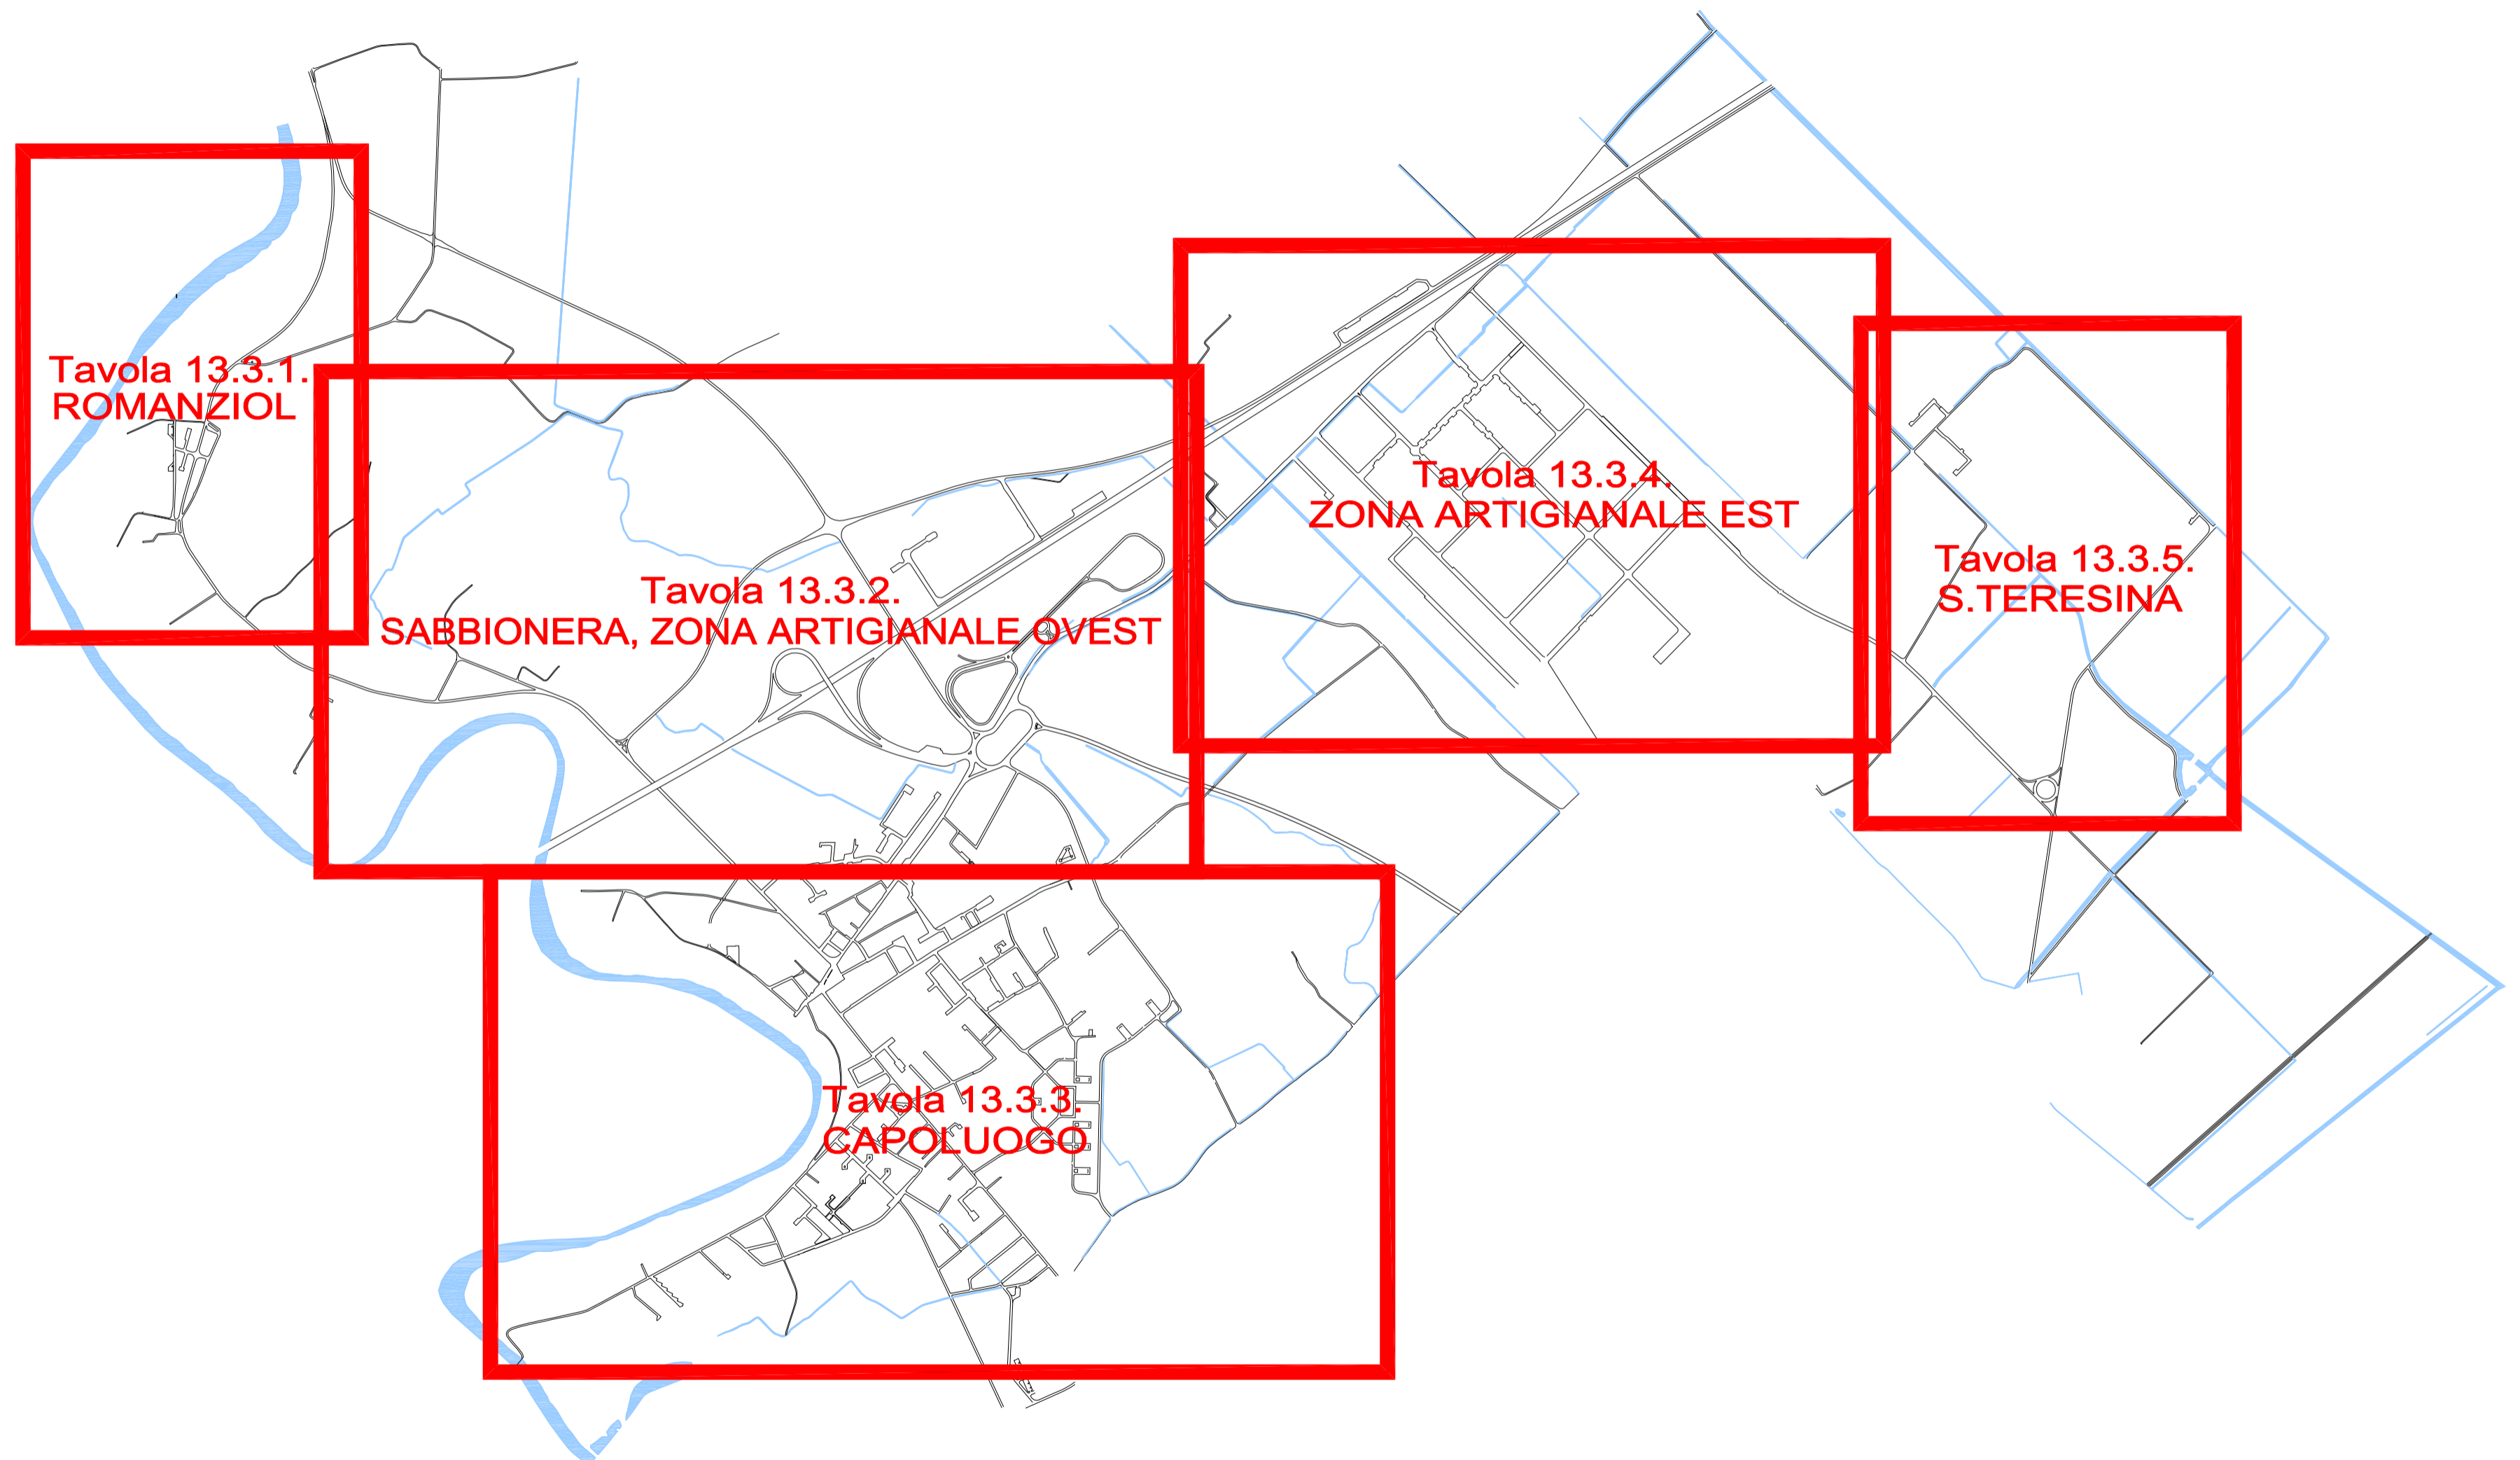 Tavola 13.3.1.
ROMANZIOL
Tavola 13.3.2.
SABBIONERA, ZONA ARTIGIANALE OVEST
Tavola 13.3.3.
CAPOLUOGO
Tavola 13.3.4.
ZONA ARTIGIANALE EST
Tavola 13.3.5.
S.TERESINA